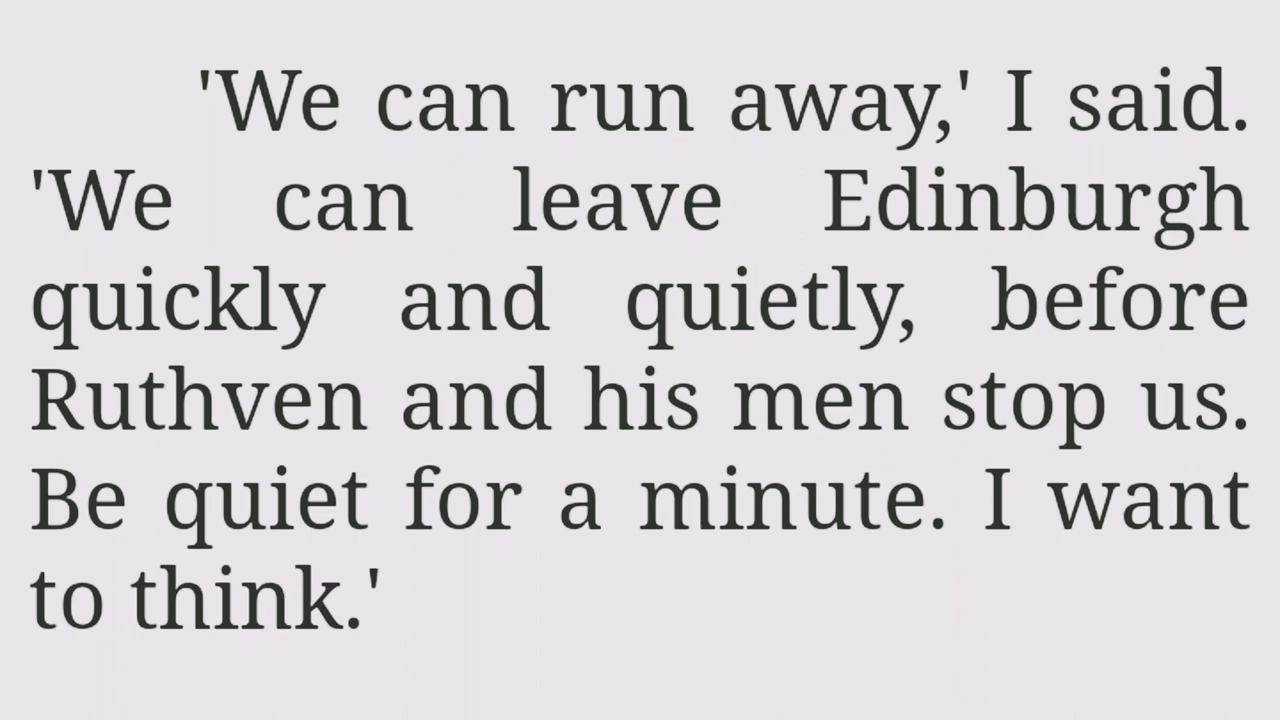 'We can run away,' I said.
'We can leave Edinburgh
quickly and quietly, before
Ruthven and his men stop us.
Be quiet for a minute. I want
to think.'